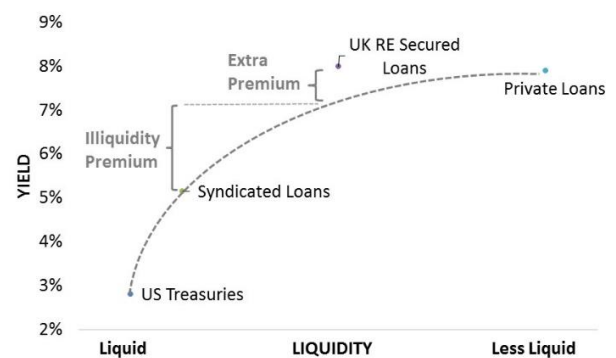 9%
8%
7%
6%
5%
4%
3%
2%
YIELD
Extra
Premium
UK RE Secured
Loans
Private Loans
Illiquidity
Premium
Syndicated Loans
US Treasuries
Liquid
LIQUIDITY
Less Liquid